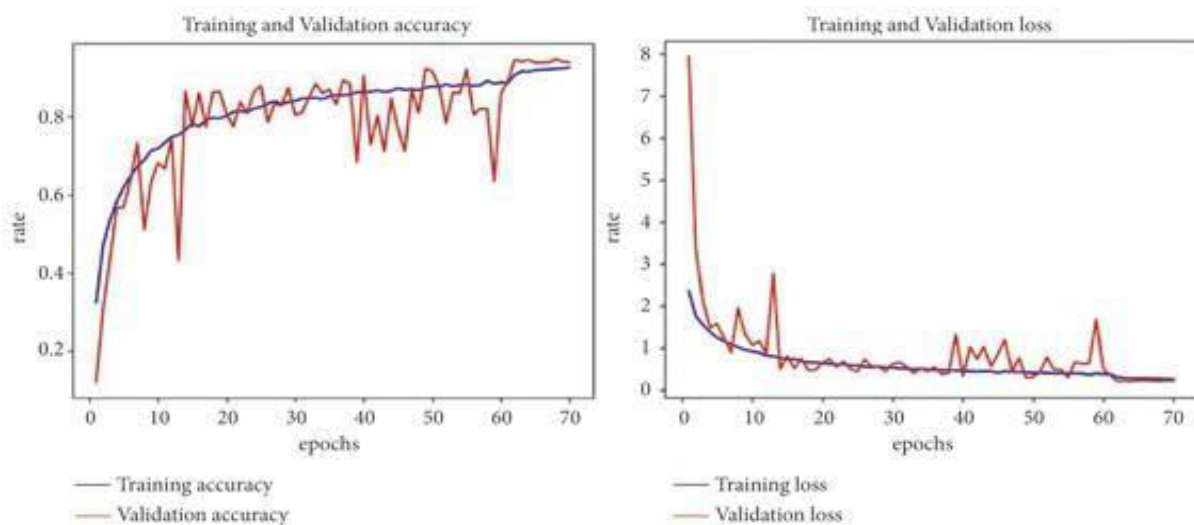 Training and Validation accuracy
0.8
0.6
0.4
0.2
rate
0 10 20 30 40 50 60 70
epochs
Training accuracy
Validation accuracy
Training and Validation loss
8
7
6
5
4
3
2
1
0
rate
0 10 20 30 40 50 60 70
epochs
Training loss
Validation loss